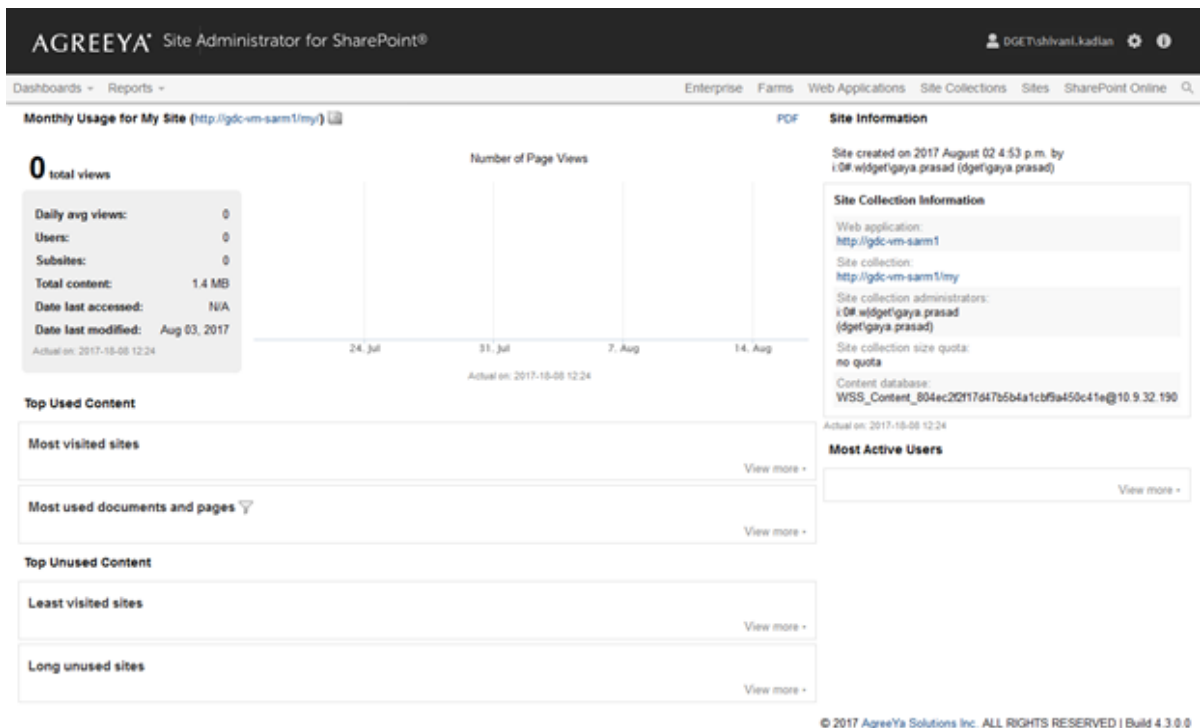 AGREEYA Site Administrator for SharePoint®
DGET\shivani.kadian
Dashboards Reports
Enterprise Farms Web Applications Site Collections Sites SharePoint Online
Monthly Usage for My Site (http://gdc-vm-sarm1/my/)
PDF
0 total views
Daily avg views: 0
Users: 0
Subsites: 0
Total content: 1.4 MB
Date last accessed: N/A
Date last modified: Aug 03, 2017
Actual on: 2017-18-08 12:24
Number of Page Views
24. Jul 31. Jul 7. Aug 14. Aug
Actual on: 2017-18-08 12:24
Top Used Content
Most visited sites
View more
Most used documents and pages
View more
Top Unused Content
Least visited sites
View more
Long unused sites
View more
Site Information
Site created on 2017 August 02 4:53 p.m. by
i:0#.w|dget\gaya.prasad (dget\gaya.prasad)
Site Collection Information
Web application:
http://gdc-vm-sarm1
Site collection:
http://gdc-vm-sarm1/my
Site collection administrators:
i:0#.w|dget\gaya.prasad
(dget\gaya.prasad)
Site collection size quota:
no quota
Content database:
WSS_Content_804ec2f2f17d47b5b4a1cbf9a450c41e@10.9.32.190
Actual on: 2017-18-08 12:24
Most Active Users
View more
© 2017 AgreeYa Solutions Inc. ALL RIGHTS RESERVED | Build 4.3.0.0